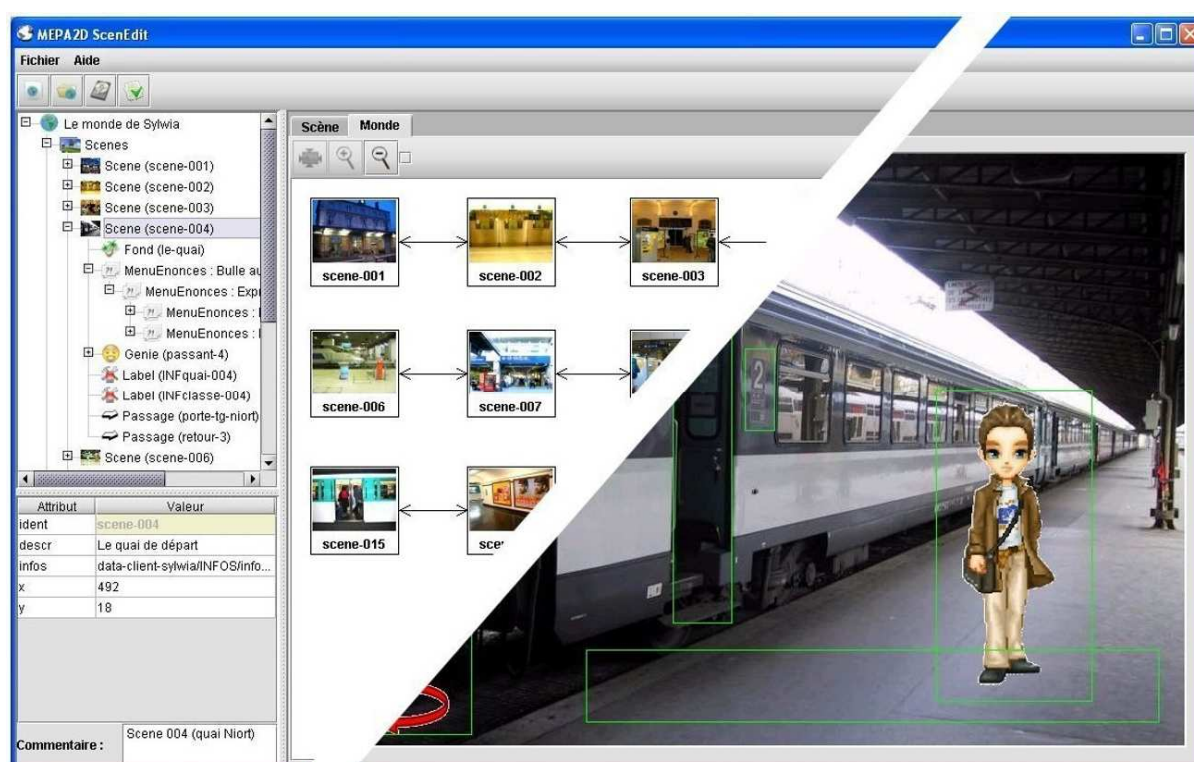 MEPA2D ScenEdit
Fichier Aide
Le monde de Sylwia
Scenes
Scene (scene-001)
Scene (scene-002)
Scene (scene-003)
Scene (scene-004)
Fond (le-quai)
MenuEnonces : Bulle au
MenuEnonces : Expr
MenuEnonces :
MenuEnonces :
Genie (passant-4)
Label (INFquai-004)
Label (INFclasse-004)
Passage (porte-tg-niort)
Passage (retour-3)
Scene (scene-006)
Attribut Valeur
ident scene-004
descr Le quai de départ
infos data-client-sylwia/INFOS/info...
x 492
y 18
Commentaire : Scene 004 (quai Niort)
Scène Monde
scene-001 scene-002 scene-003
scene-006 scene-007
scene-015 sce
2